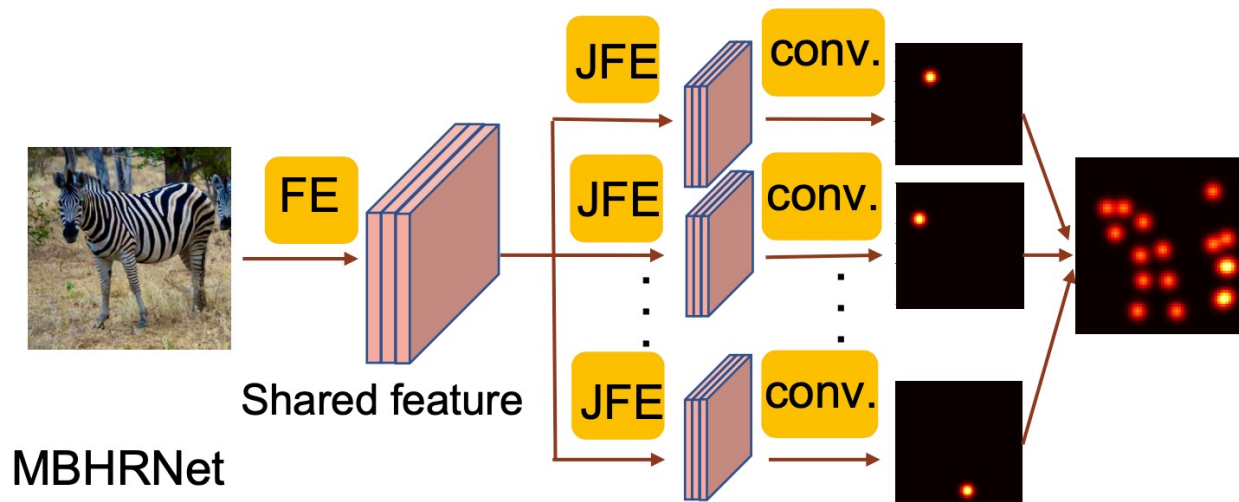 JFE
conv.
FE
JFE
conv.
Shared feature
JFE
conv.
MBHRNet